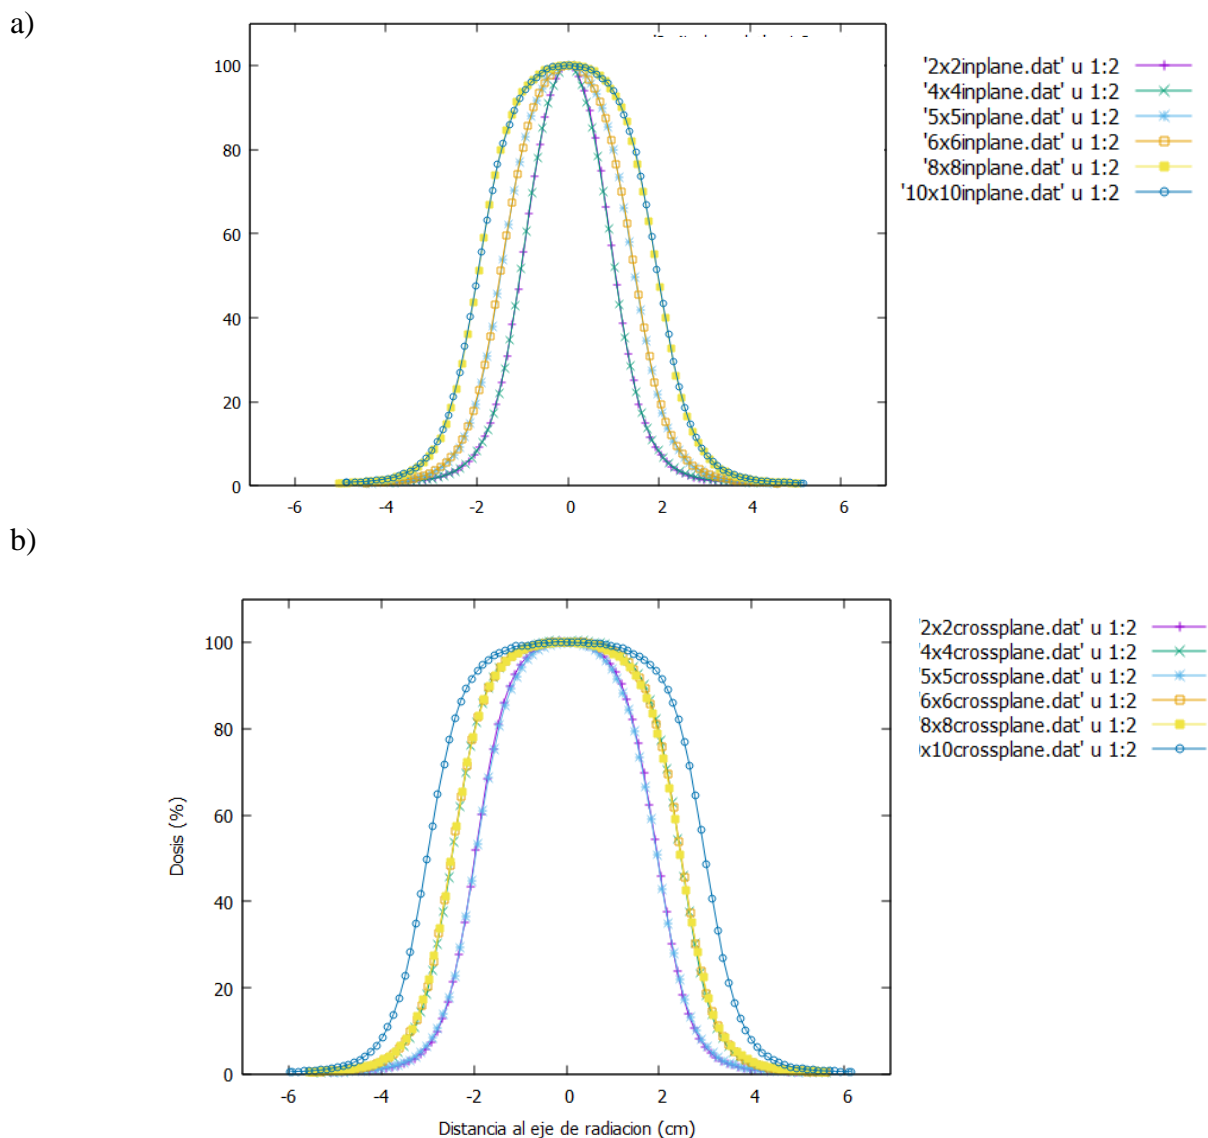 a)
100
80
60
40
20
0
-6
-4
-2
0
2
4
6
'2x2inplane.dat' u 1:2
'4x4inplane.dat' u 1:2
'5x5inplane.dat' u 1:2
'6x6inplane.dat' u 1:2
'8x8inplane.dat' u 1:2
'10x10inplane.dat' u 1:2
b)
Dosis (%)
100
80
60
40
20
0
-6
-4
-2
0
2
4
6
Distancia al eje de radiacion (cm)
'2x2crossplane.dat' u 1:2
'4x4crossplane.dat' u 1:2
'5x5crossplane.dat' u 1:2
'6x6crossplane.dat' u 1:2
'8x8crossplane.dat' u 1:2
x10crossplane.dat' u 1:2